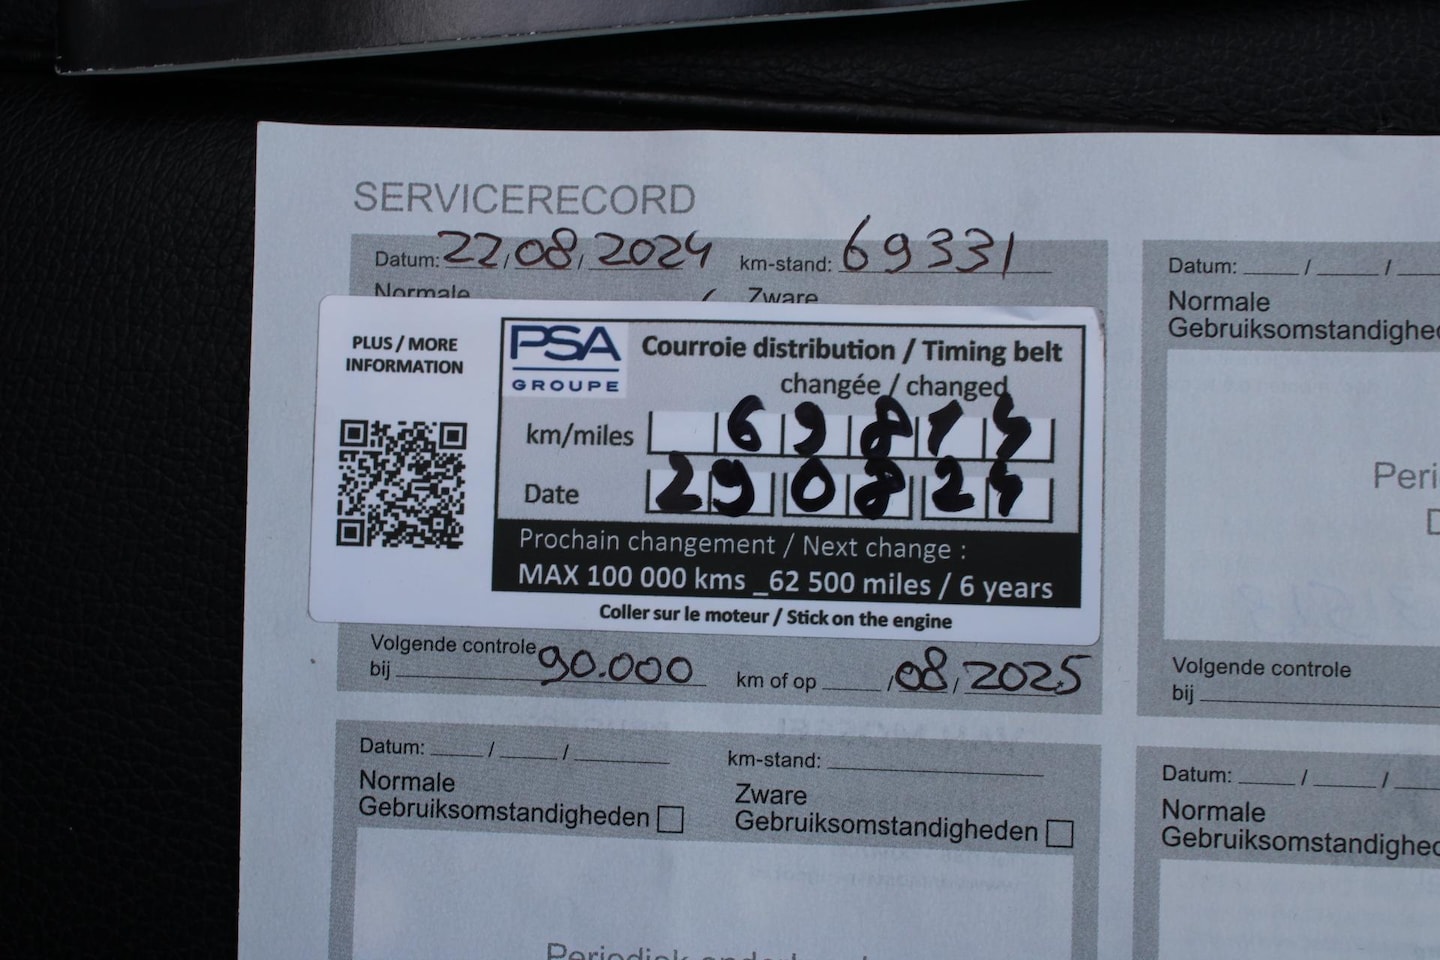 SERVICERECORD
Datum: 22/08/2024 km-stand: 69331
Normale Zware
PLUS / MORE
INFORMATION
PSA
GROUPE
Courroie distribution / Timing belt
changée / changed
km/miles 69814
Date 290824
Prochain changement / Next change :
MAX 100 000 kms _62 500 miles / 6 years
Coller sur le moteur / Stick on the engine
Volgende controle
bij 90.000 km of op /08/2025
Datum: / / km-stand:
Normale
Gebruiksomstandigheden
Zware
Gebruiksomstandigheden
Datum: / /
Normale
Volgende controle
bij
Datum: / /
Normale